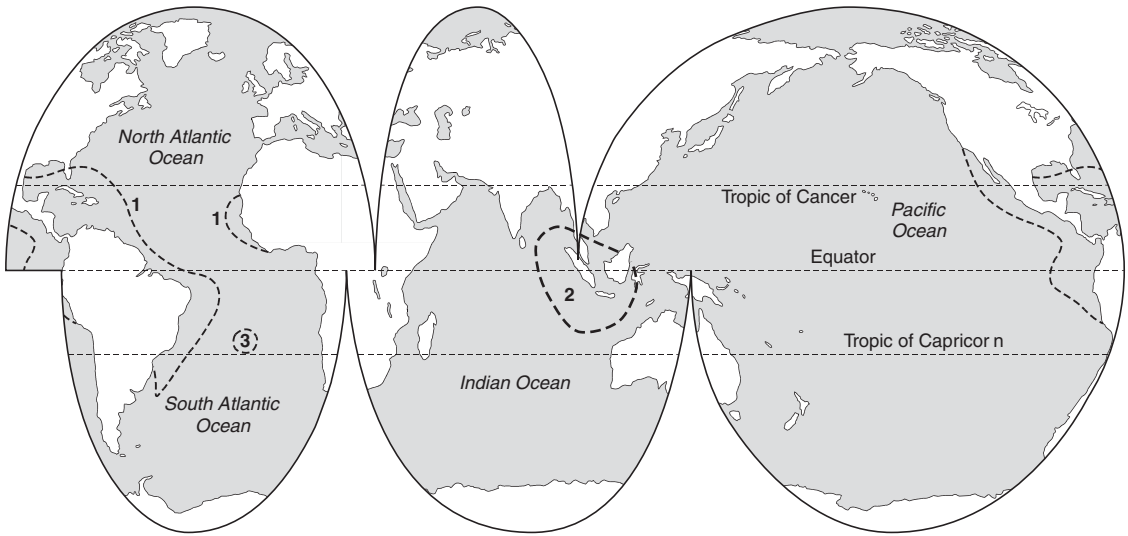 North Atlantic
Ocean
1
1
Tropic of Cancer
Pacific
Ocean
Equator
2
3
Tropic of Capricor n
Indian Ocean
South Atlantic
Ocean